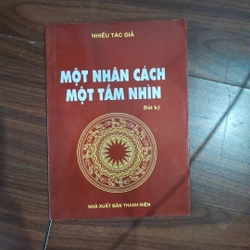 NHIỀU TÁC GIẢ
MỘT NHÂN CÁCH
MỘT TẦM NHÌN
Bút ký
NHÀ XUẤT BẢN THANH NIÊN